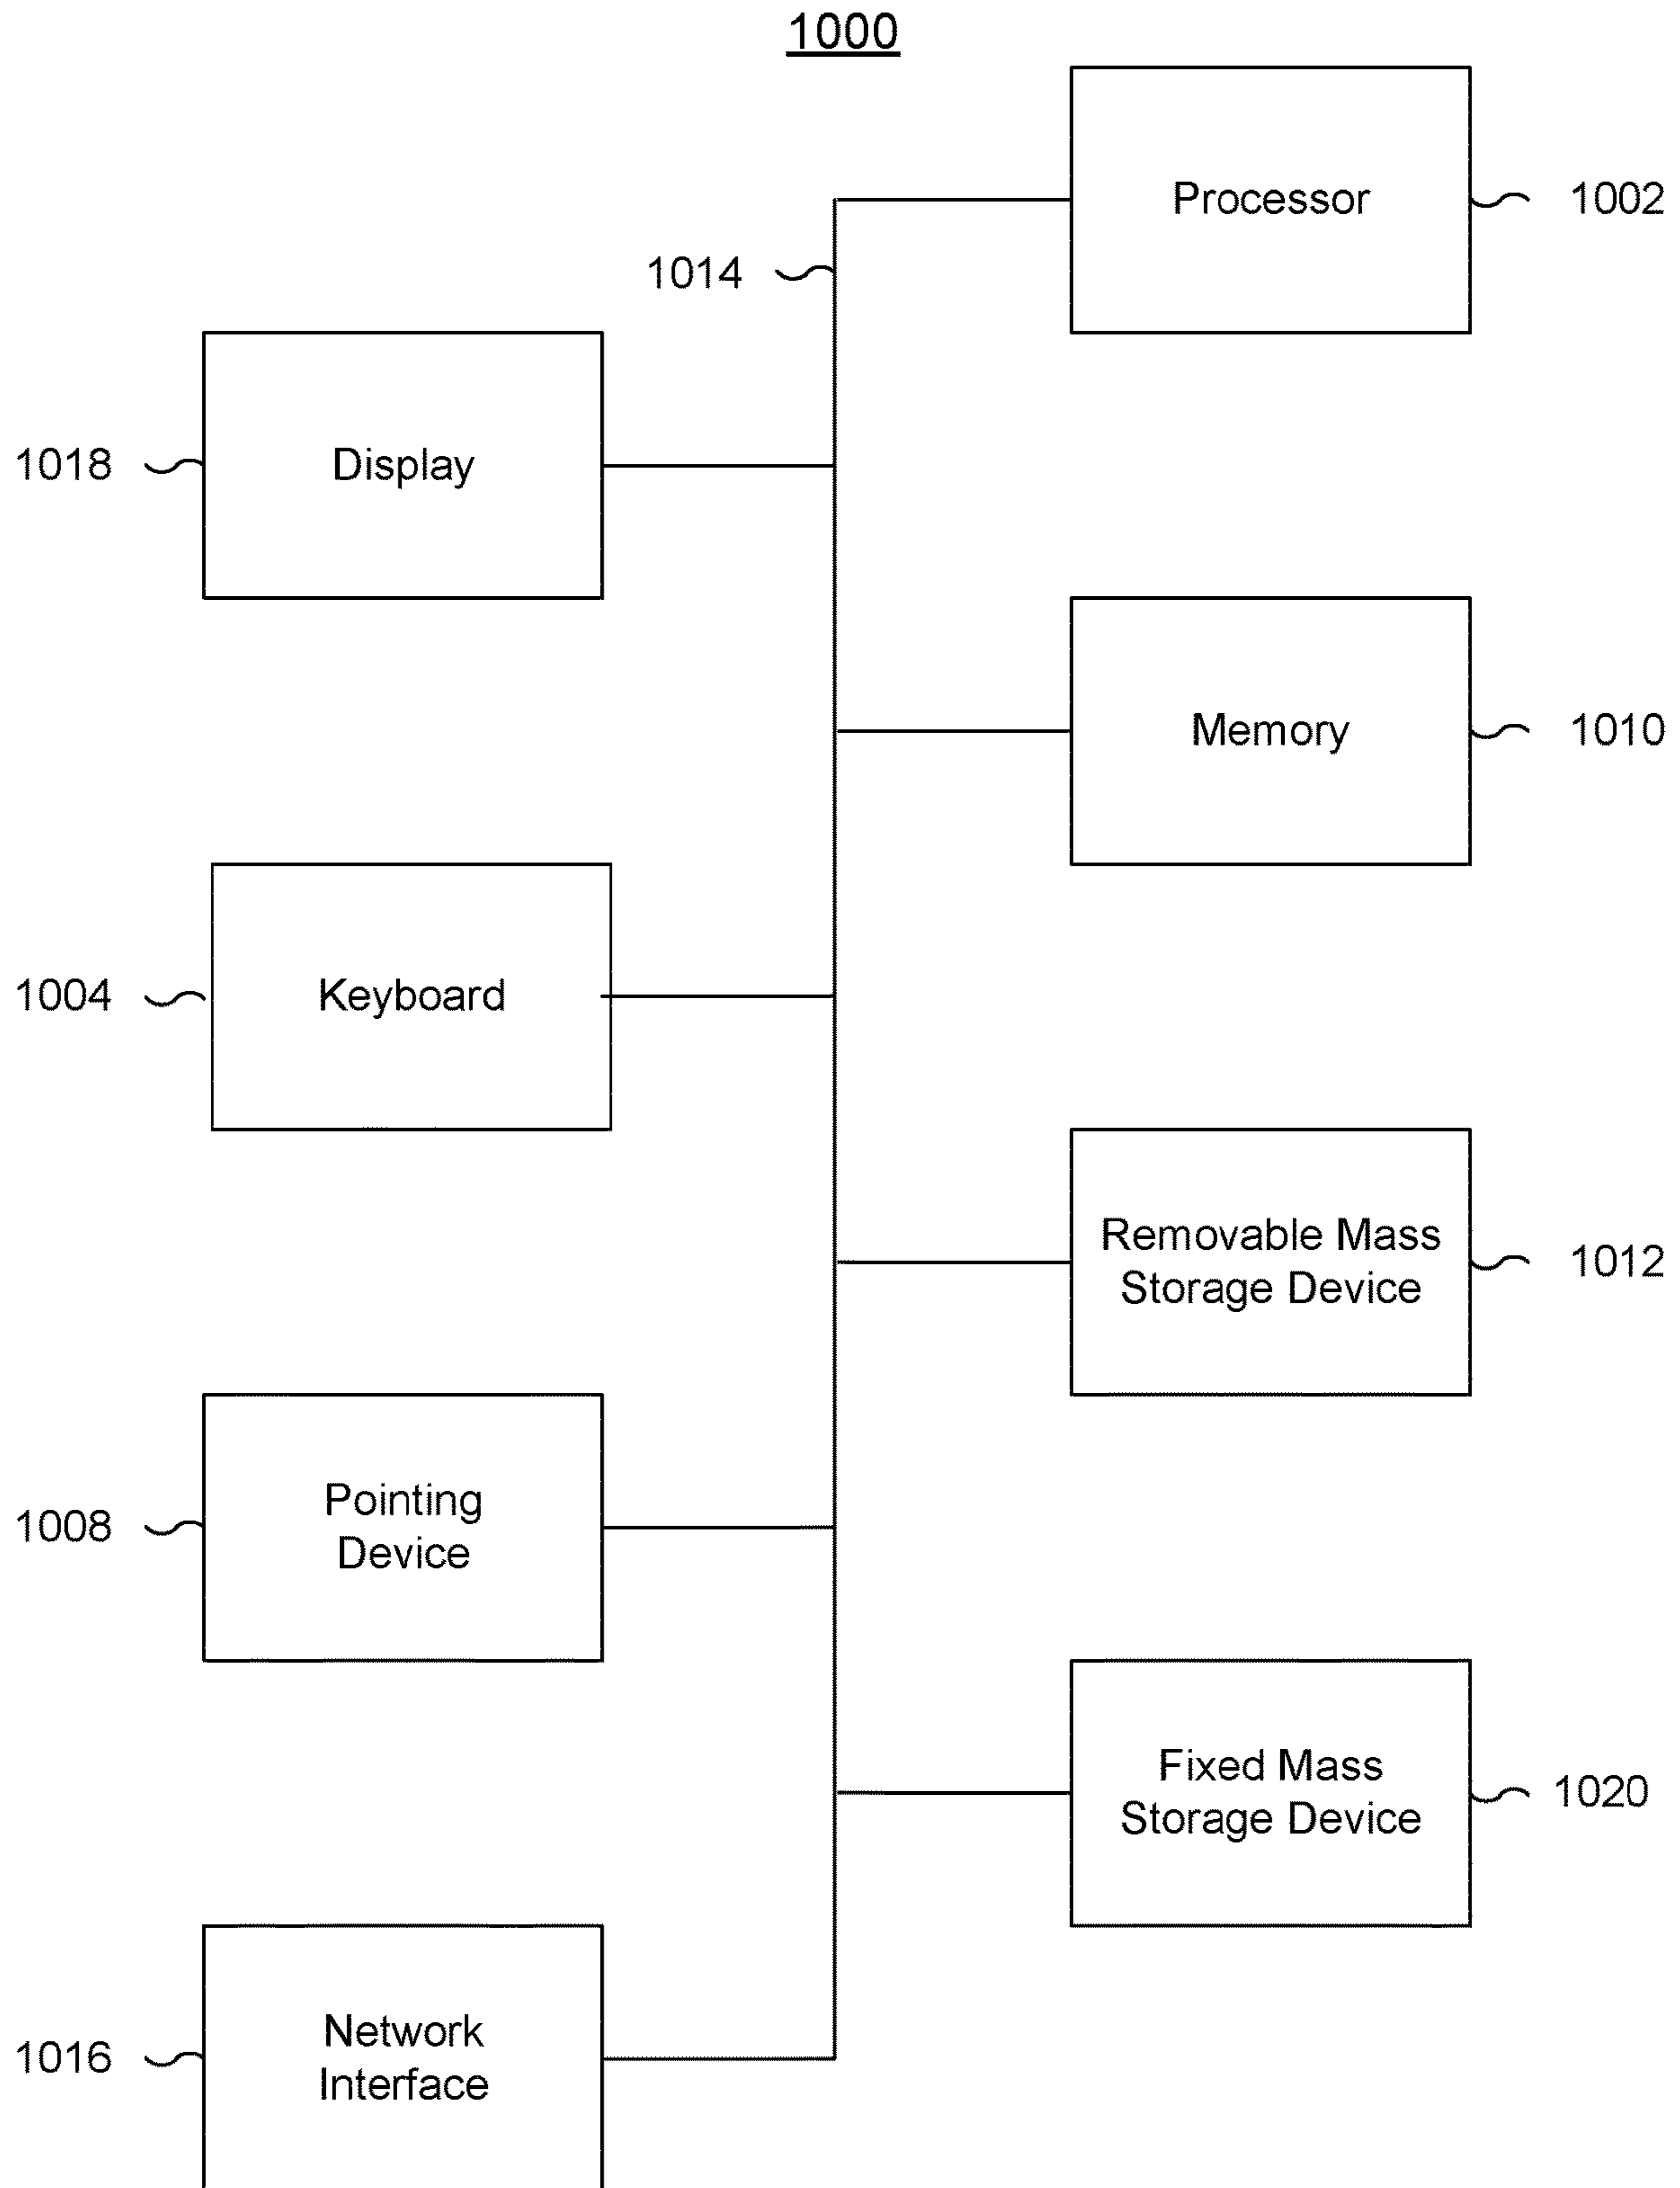 1000
Processor
1002
1014
Display
1018
Memory
1010
Keyboard
1004
Removable Mass
Storage Device
1012
Pointing
Device
1008
Fixed Mass
Storage Device
1020
Network
Interface
1016